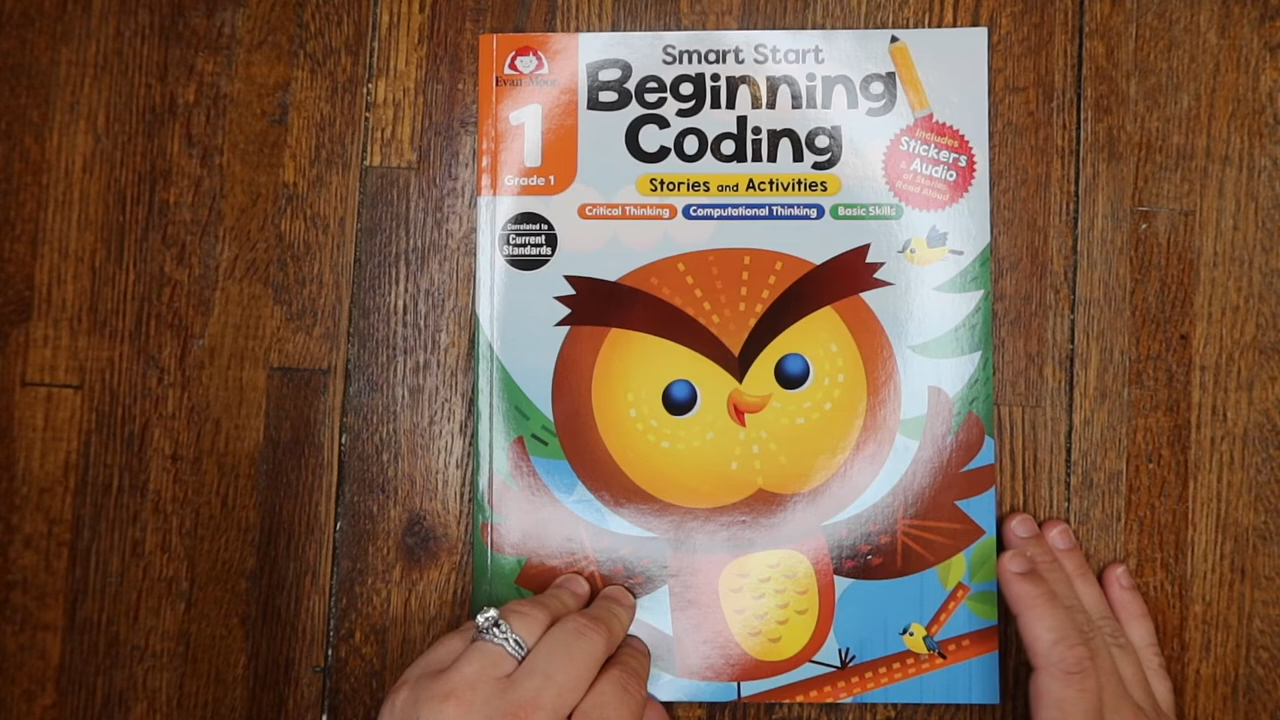 Evan-Moor
1
Grade 1
Smart Start
Beginning
Coding
Stories and Activities
Critical Thinking
Computational Thinking
Basic Skills
Includes
Stickers
& Audio
of Stories
Read Aloud
Correlated to
Current
Standards